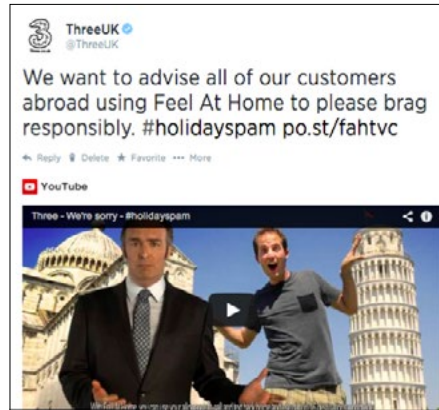 ThreeUK
@ThreeUK
We want to advise all of our customers
abroad using Feel At Home to please brag
responsibly. #holidayspam po.st/fahtvc
Reply Delete Favorite ••• More
YouTube
Three - We're sorry - #holidayspam